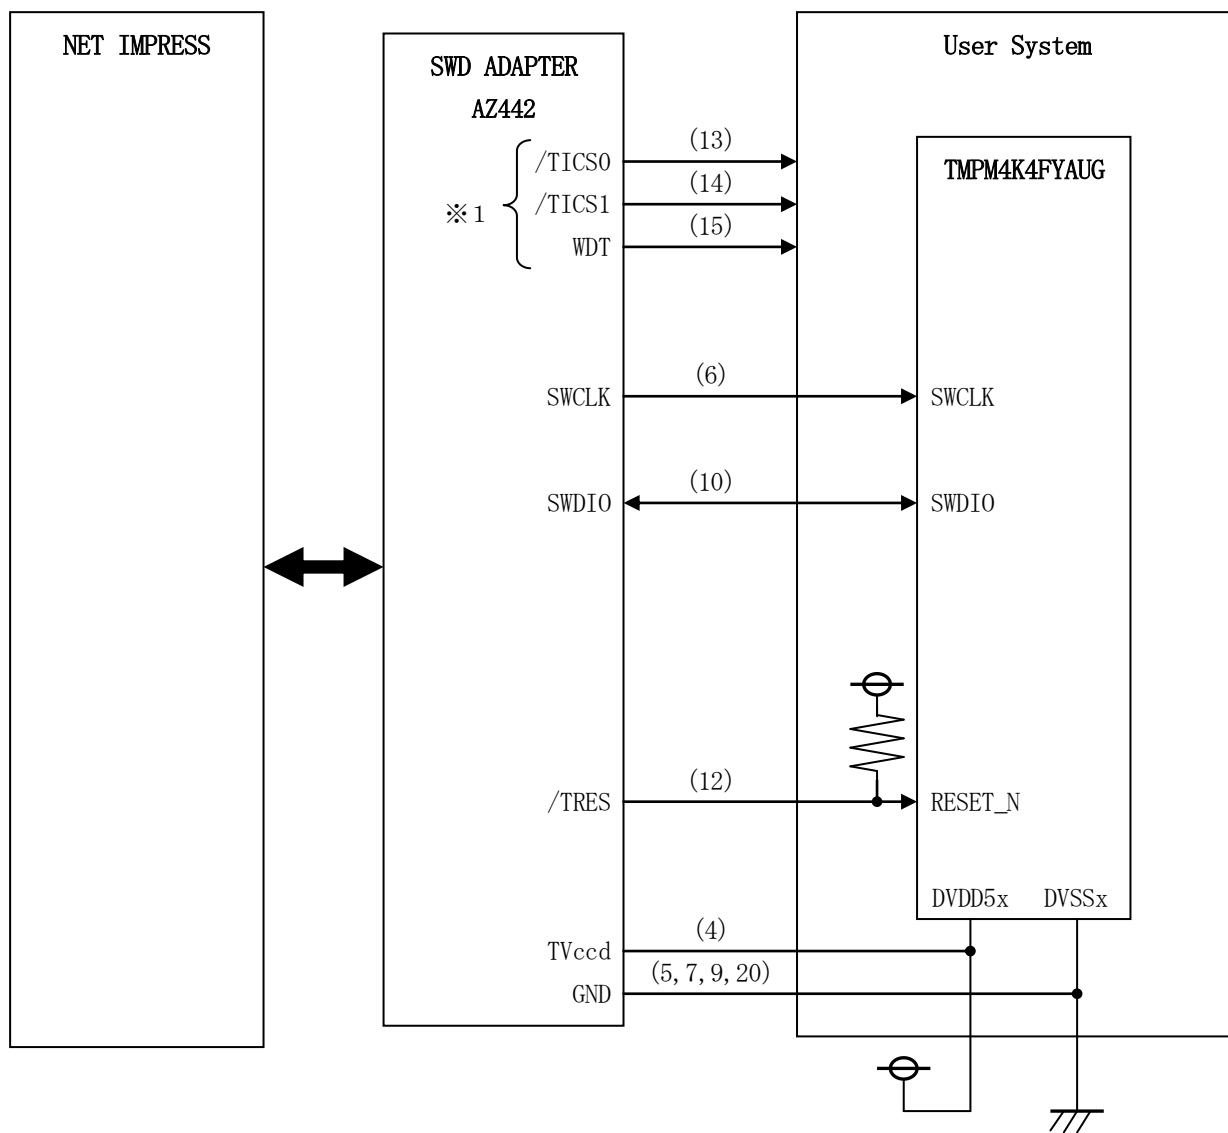 NET IMPRESS
SWD ADAPTER
AZ442
User System
TMPM4K4FYAUG
※1
/TICS0
(13)
/TICS1
(14)
WDT
(15)
SWCLK
(6)
SWCLK
SWDIO
(10)
SWDIO
/TRES
(12)
RESET_N
DVDD5x
DVSSx
TVccd
(4)
GND
(5,7,9,20)